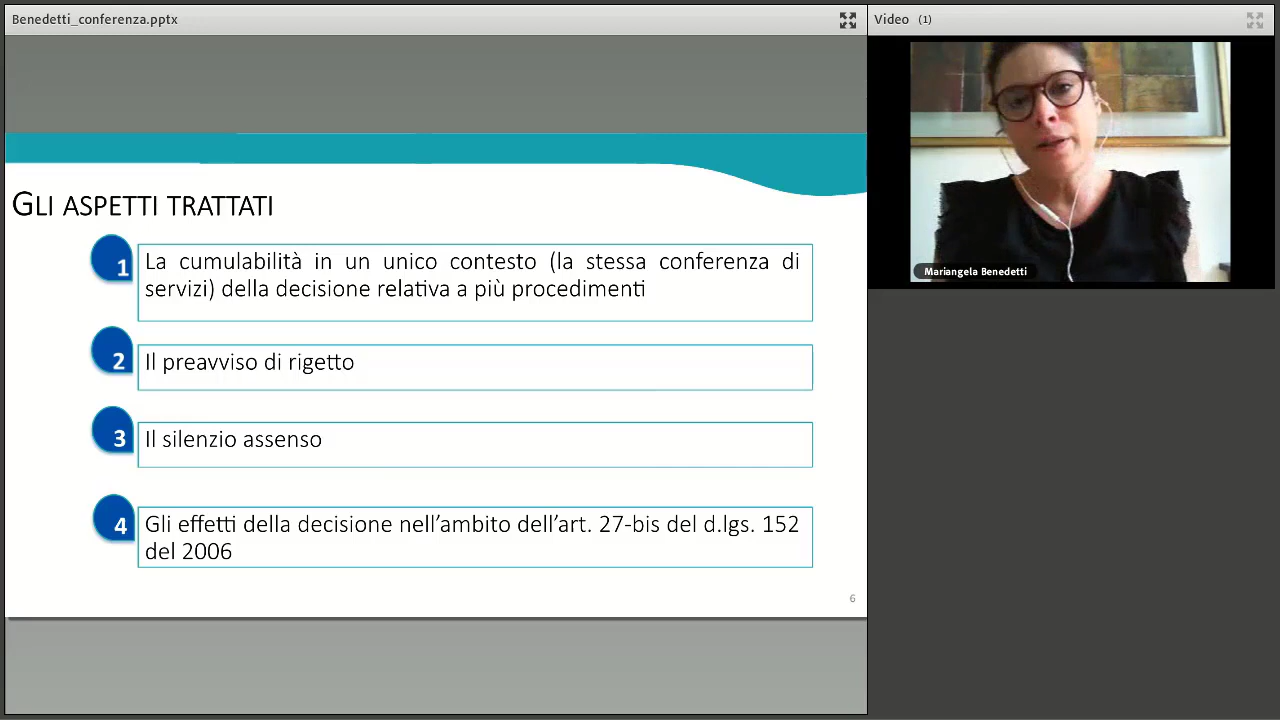 Benedetti_conferenza.pptx
Video (1)
Mariangela Benedetti
GLI ASPETTI TRATTATI
1
La cumulabilità in un unico contesto (la stessa conferenza di
servizi) della decisione relativa a più procedimenti
2
Il preavviso di rigetto
3
Il silenzio assenso
4
Gli effetti della decisione nell’ambito dell’art. 27-bis del d.lgs. 152
del 2006
6